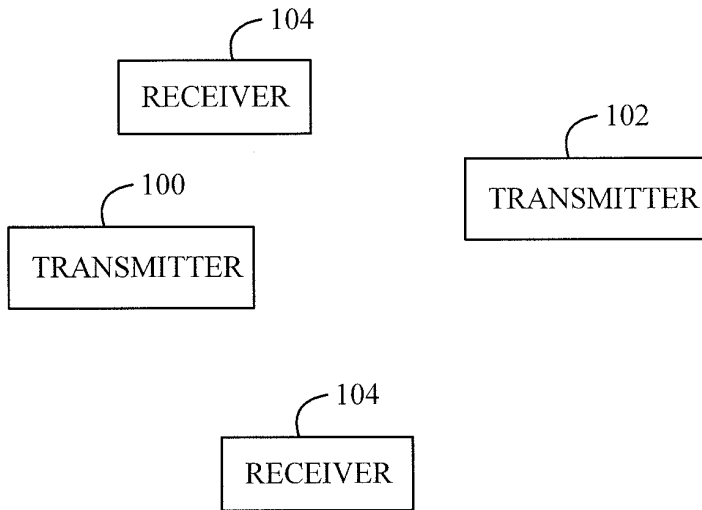 104
RECEIVER
102
TRANSMITTER
100
TRANSMITTER
104
RECEIVER